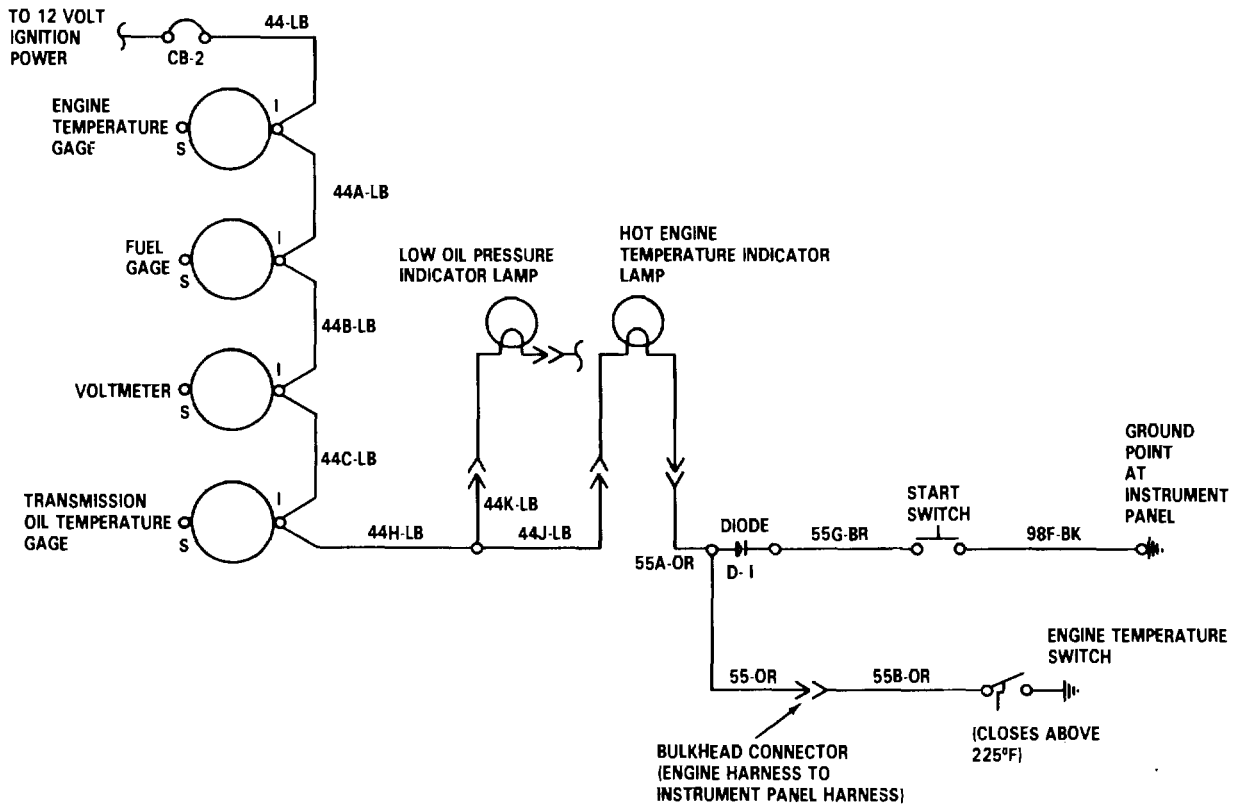 TO 12 VOLT
IGNITION
POWER
44-LB
CB-2
ENGINE
TEMPERATURE
GAGE
I
S
44A-LB
FUEL
GAGE
I
S
LOW OIL PRESSURE
INDICATOR LAMP
HOT ENGINE
TEMPERATURE INDICATOR
LAMP
44B-LB
VOLTMETER
I
S
44C-LB
TRANSMISSION
OIL TEMPERATURE
GAGE
I
S
44H-LB
44K-LB
44J-LB
55A-OR
DIODE
D-1
55G-BR
START
SWITCH
98F-BK
GROUND
POINT
AT
INSTRUMENT
PANEL
55-OR
55B-OR
ENGINE TEMPERATURE
SWITCH
(CLOSES ABOVE
225°F)
BULKHEAD CONNECTOR
(ENGINE HARNESS TO
INSTRUMENT PANEL HARNESS)